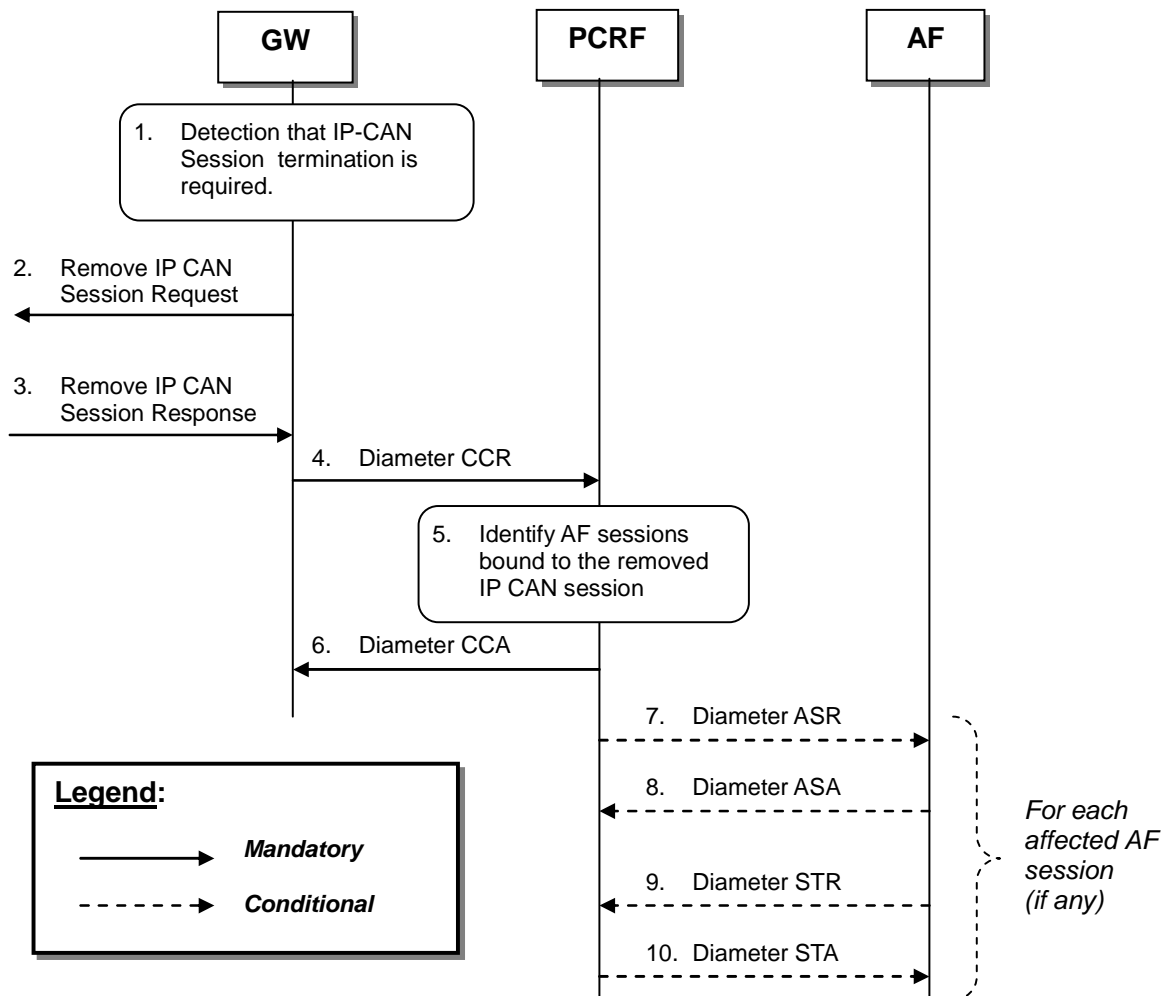 GW
PCRF
AF
1. Detection that IP-CAN
Session termination is
required.
2. Remove IP CAN
Session Request
3. Remove IP CAN
Session Response
4. Diameter CCR
5. Identify AF sessions
bound to the removed
IP CAN session
6. Diameter CCA
7. Diameter ASR
8. Diameter ASA
9. Diameter STR
10. Diameter STA
For each
affected AF
session
(if any)
Legend:
Mandatory
Conditional